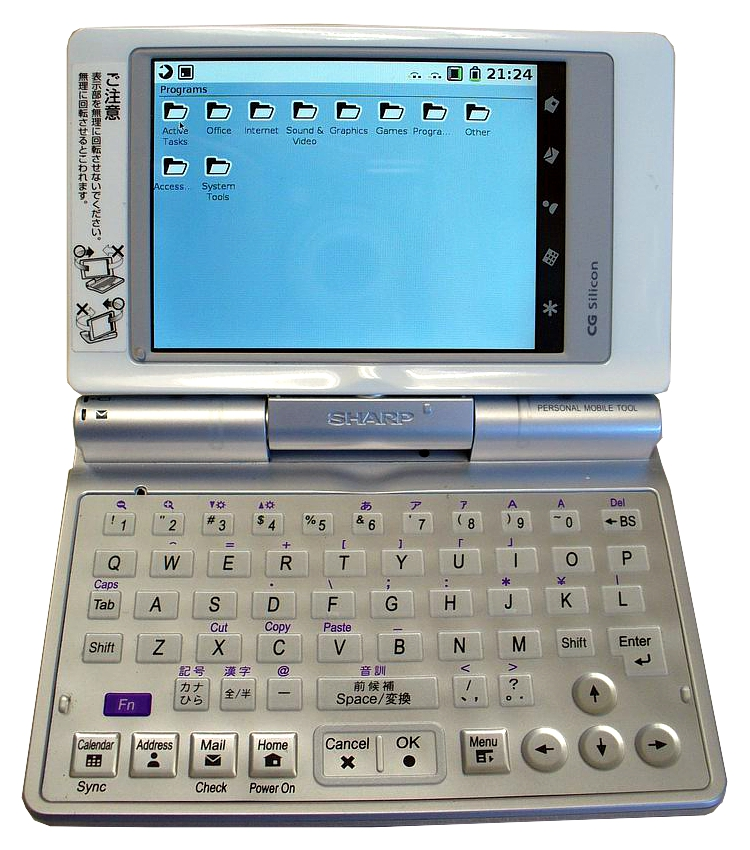 ご注意
表示部を無理に回転させないでください。
無理に回転させるとこわれます。
21:24
Programs
Active Tasks
Office
Internet
Sound & Video
Graphics
Games
Progra...
Other
Access...
System Tools
CG Silicon
SHARP
PERSONAL MOBILE TOOL
あ ア ｱ A A Del
! 1 " 2 # 3 $ 4 % 5 & 6 ' 7 ( 8 ) 9 ~ 0 ←BS
^ = + [ ] 「 」
Q W E R T Y U I O P
Caps ・ \ ; : * ¥ |
Tab A S D F G H J K L
Cut Copy Paste _
Shift Z X C V B N M Shift Enter
記号 漢字 @ 音訓 < >
Fn カナ ひら 全/半 ー 前候補 Space/変換 / 、, ? 。.
Calendar Address Mail Home Cancel OK Menu
Sync Check Power On